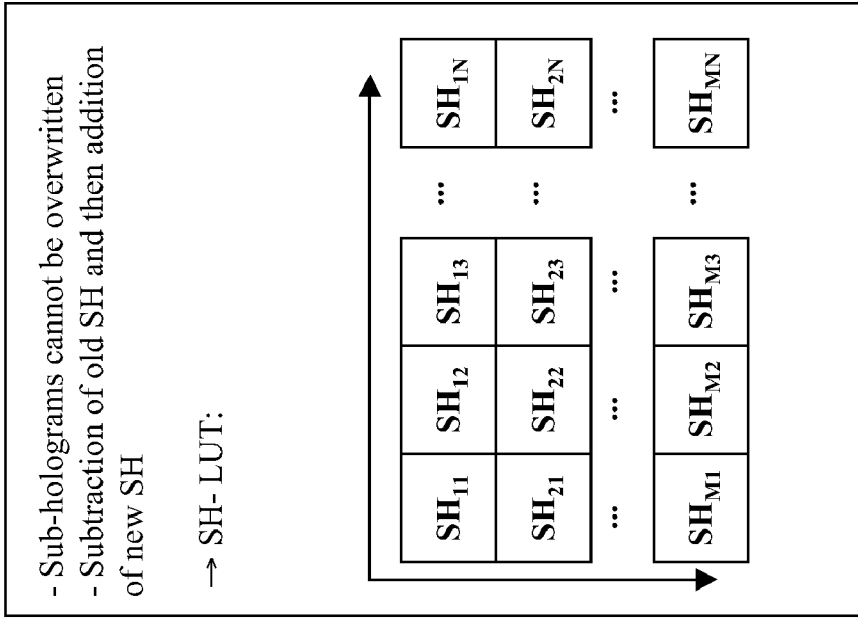 - Sub-holograms cannot be overwritten
- Subtraction of old SH and then addition
of new SH
→ SH- LUT:
SH₁₁ SH₁₂ SH₁₃ ... SH₁N
SH₂₁ SH₂₂ SH₂₃ ... SH₂N
... ... ... ...
SHM₁ SHM₂ SHM₃ ... SHMN